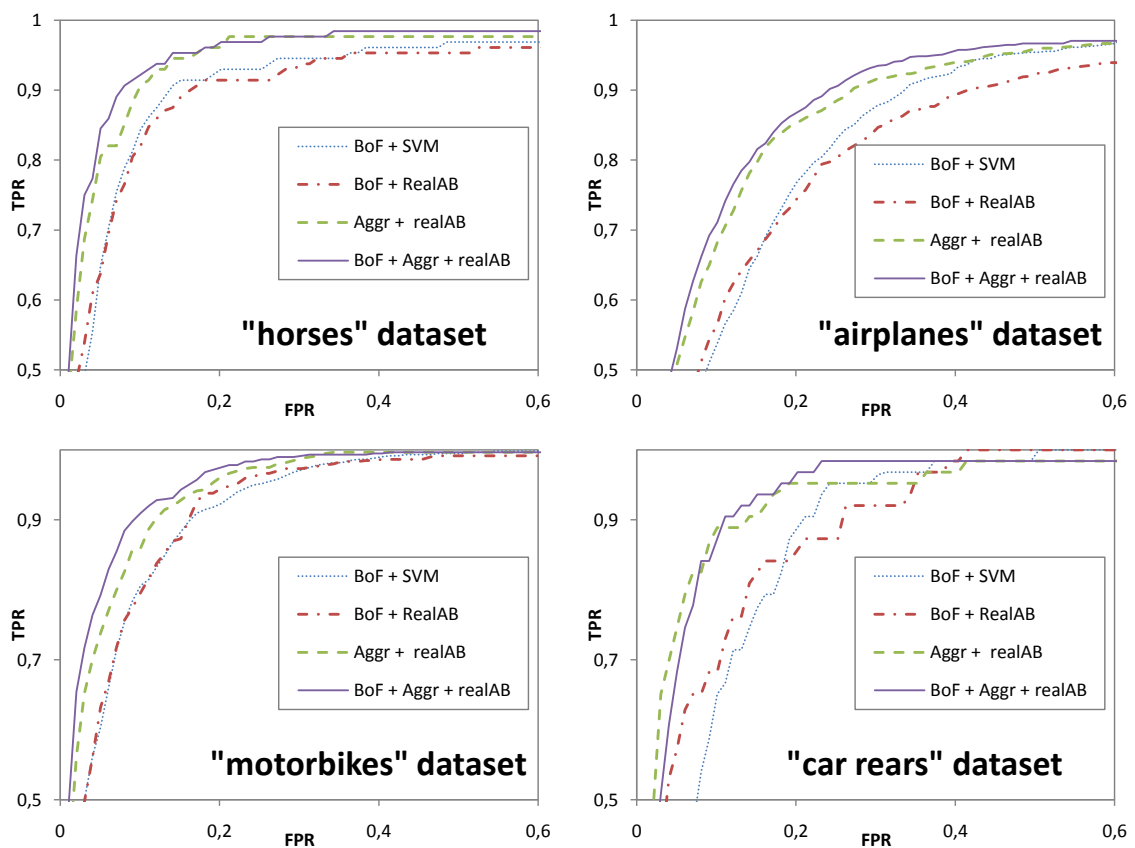 1
0,9
0,8
0,7
0,6
0,5
TPR
BoF + SVM
BoF + RealAB
Aggr + realAB
BoF + Aggr + realAB
"horses" dataset
0 0,2 0,4 0,6
FPR
1
0,9
0,8
0,7
0,6
0,5
TPR
BoF + SVM
BoF + RealAB
Aggr + realAB
BoF + Aggr + realAB
"airplanes" dataset
0 0,2 0,4 0,6
FPR
0,9
0,7
0,5
TPR
BoF + SVM
BoF + RealAB
Aggr + realAB
BoF + Aggr + realAB
"motorbikes" dataset
0 0,2 0,4 0,6
FPR
0,9
0,7
0,5
TPR
BoF + SVM
BoF + RealAB
Aggr + realAB
BoF + Aggr + realAB
"car rears" dataset
0 0,2 0,4 0,6
FPR